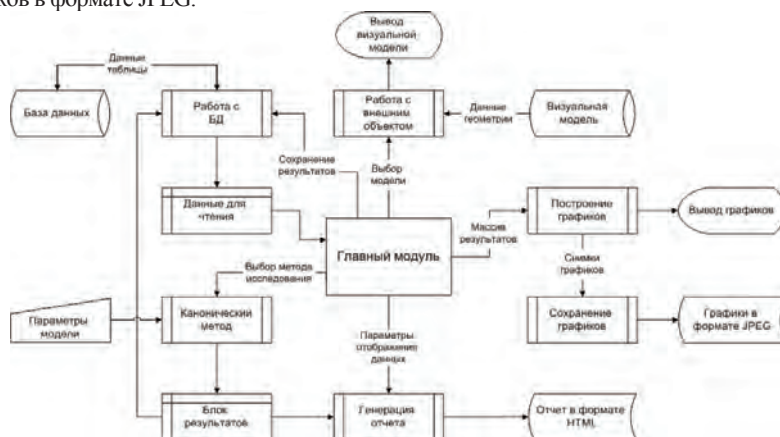 ков в формате JPEG.
Вывод
визуальной
модели
Данные
таблицы
База данных
Работа с
БД
Работа с
внешним
объектом
Данные
геометрии
Визуальная
модель
Сохранение
результатов
Выбор
модели
Данные для
чтения
Главный модуль
Массив
результатов
Построение
графиков
Вывод графиков
Снимки
графиков
Выбор метода
исследования
Параметры
модели
Канонический
метод
Параметры
отображения
данных
Сохранение
графиков
Графики в
формате JPEG
Блок
результатов
Генерация
отчета
Отчет в формате
HTML